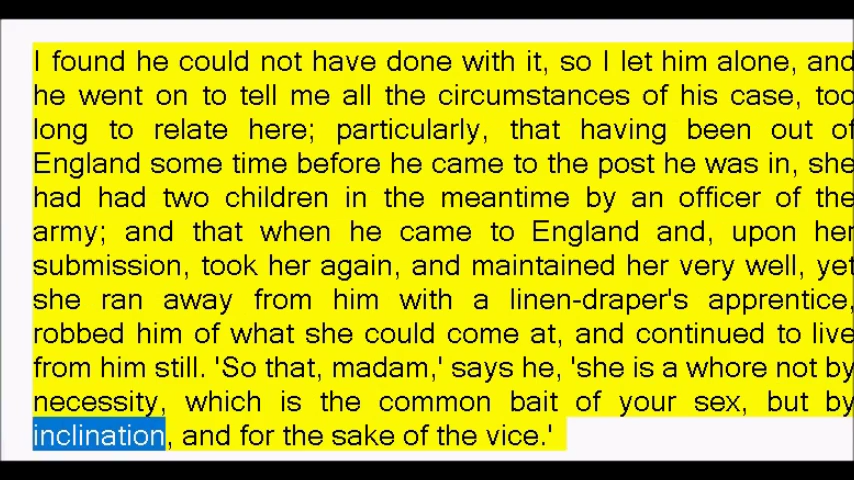 I found he could not have done with it, so I let him alone, and
he went on to tell me all the circumstances of his case, too
long to relate here; particularly, that having been out of
England some time before he came to the post he was in, she
had had two children in the meantime by an officer of the
army; and that when he came to England and, upon her
submission, took her again, and maintained her very well, yet
she ran away from him with a linen-draper's apprentice,
robbed him of what she could come at, and continued to live
from him still. 'So that, madam,' says he, 'she is a whore not by
necessity, which is the common bait of your sex, but by
inclination, and for the sake of the vice.'